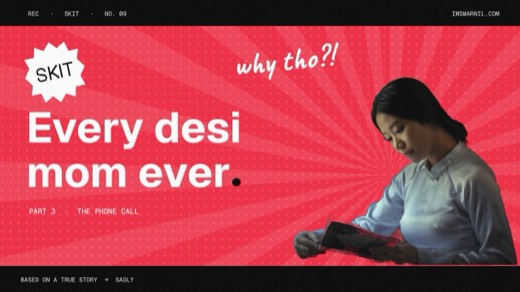 REC · SKIT · NO. 09
IMSWARNIL.COM
SKIT
why tho?!
Every desi
mom ever.
PART 3 · THE PHONE CALL
BASED ON A TRUE STORY → SADLY